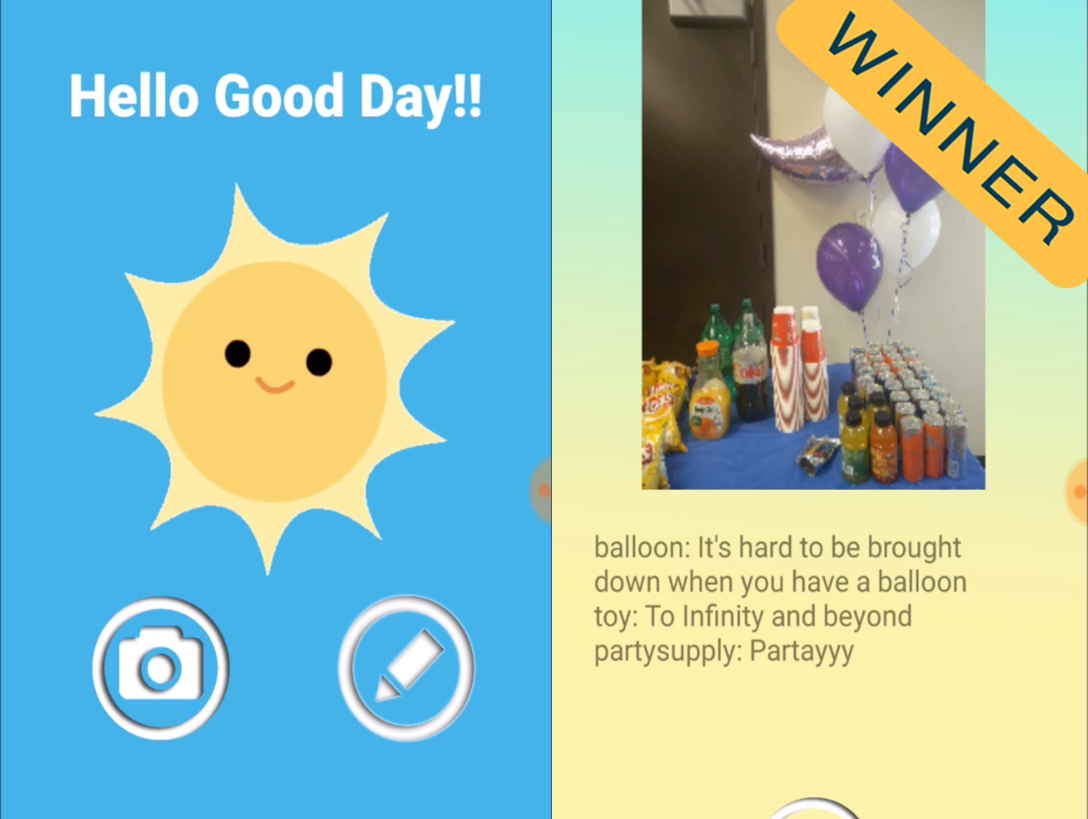 Hello Good Day!!
WINNER
balloon: It's hard to be brought
down when you have a balloon
toy: To Infinity and beyond
partysupply: Partayyy